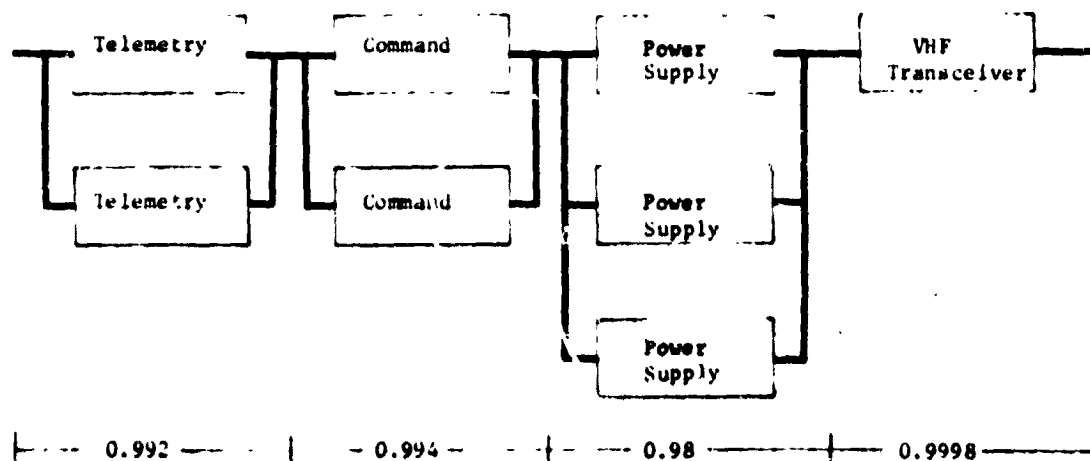 Telemetry
Command
Power
Supply
VHF
Transceiver
Telemetry
Command
Power
Supply
Power
Supply
0.992
0.994
0.98
0.9998